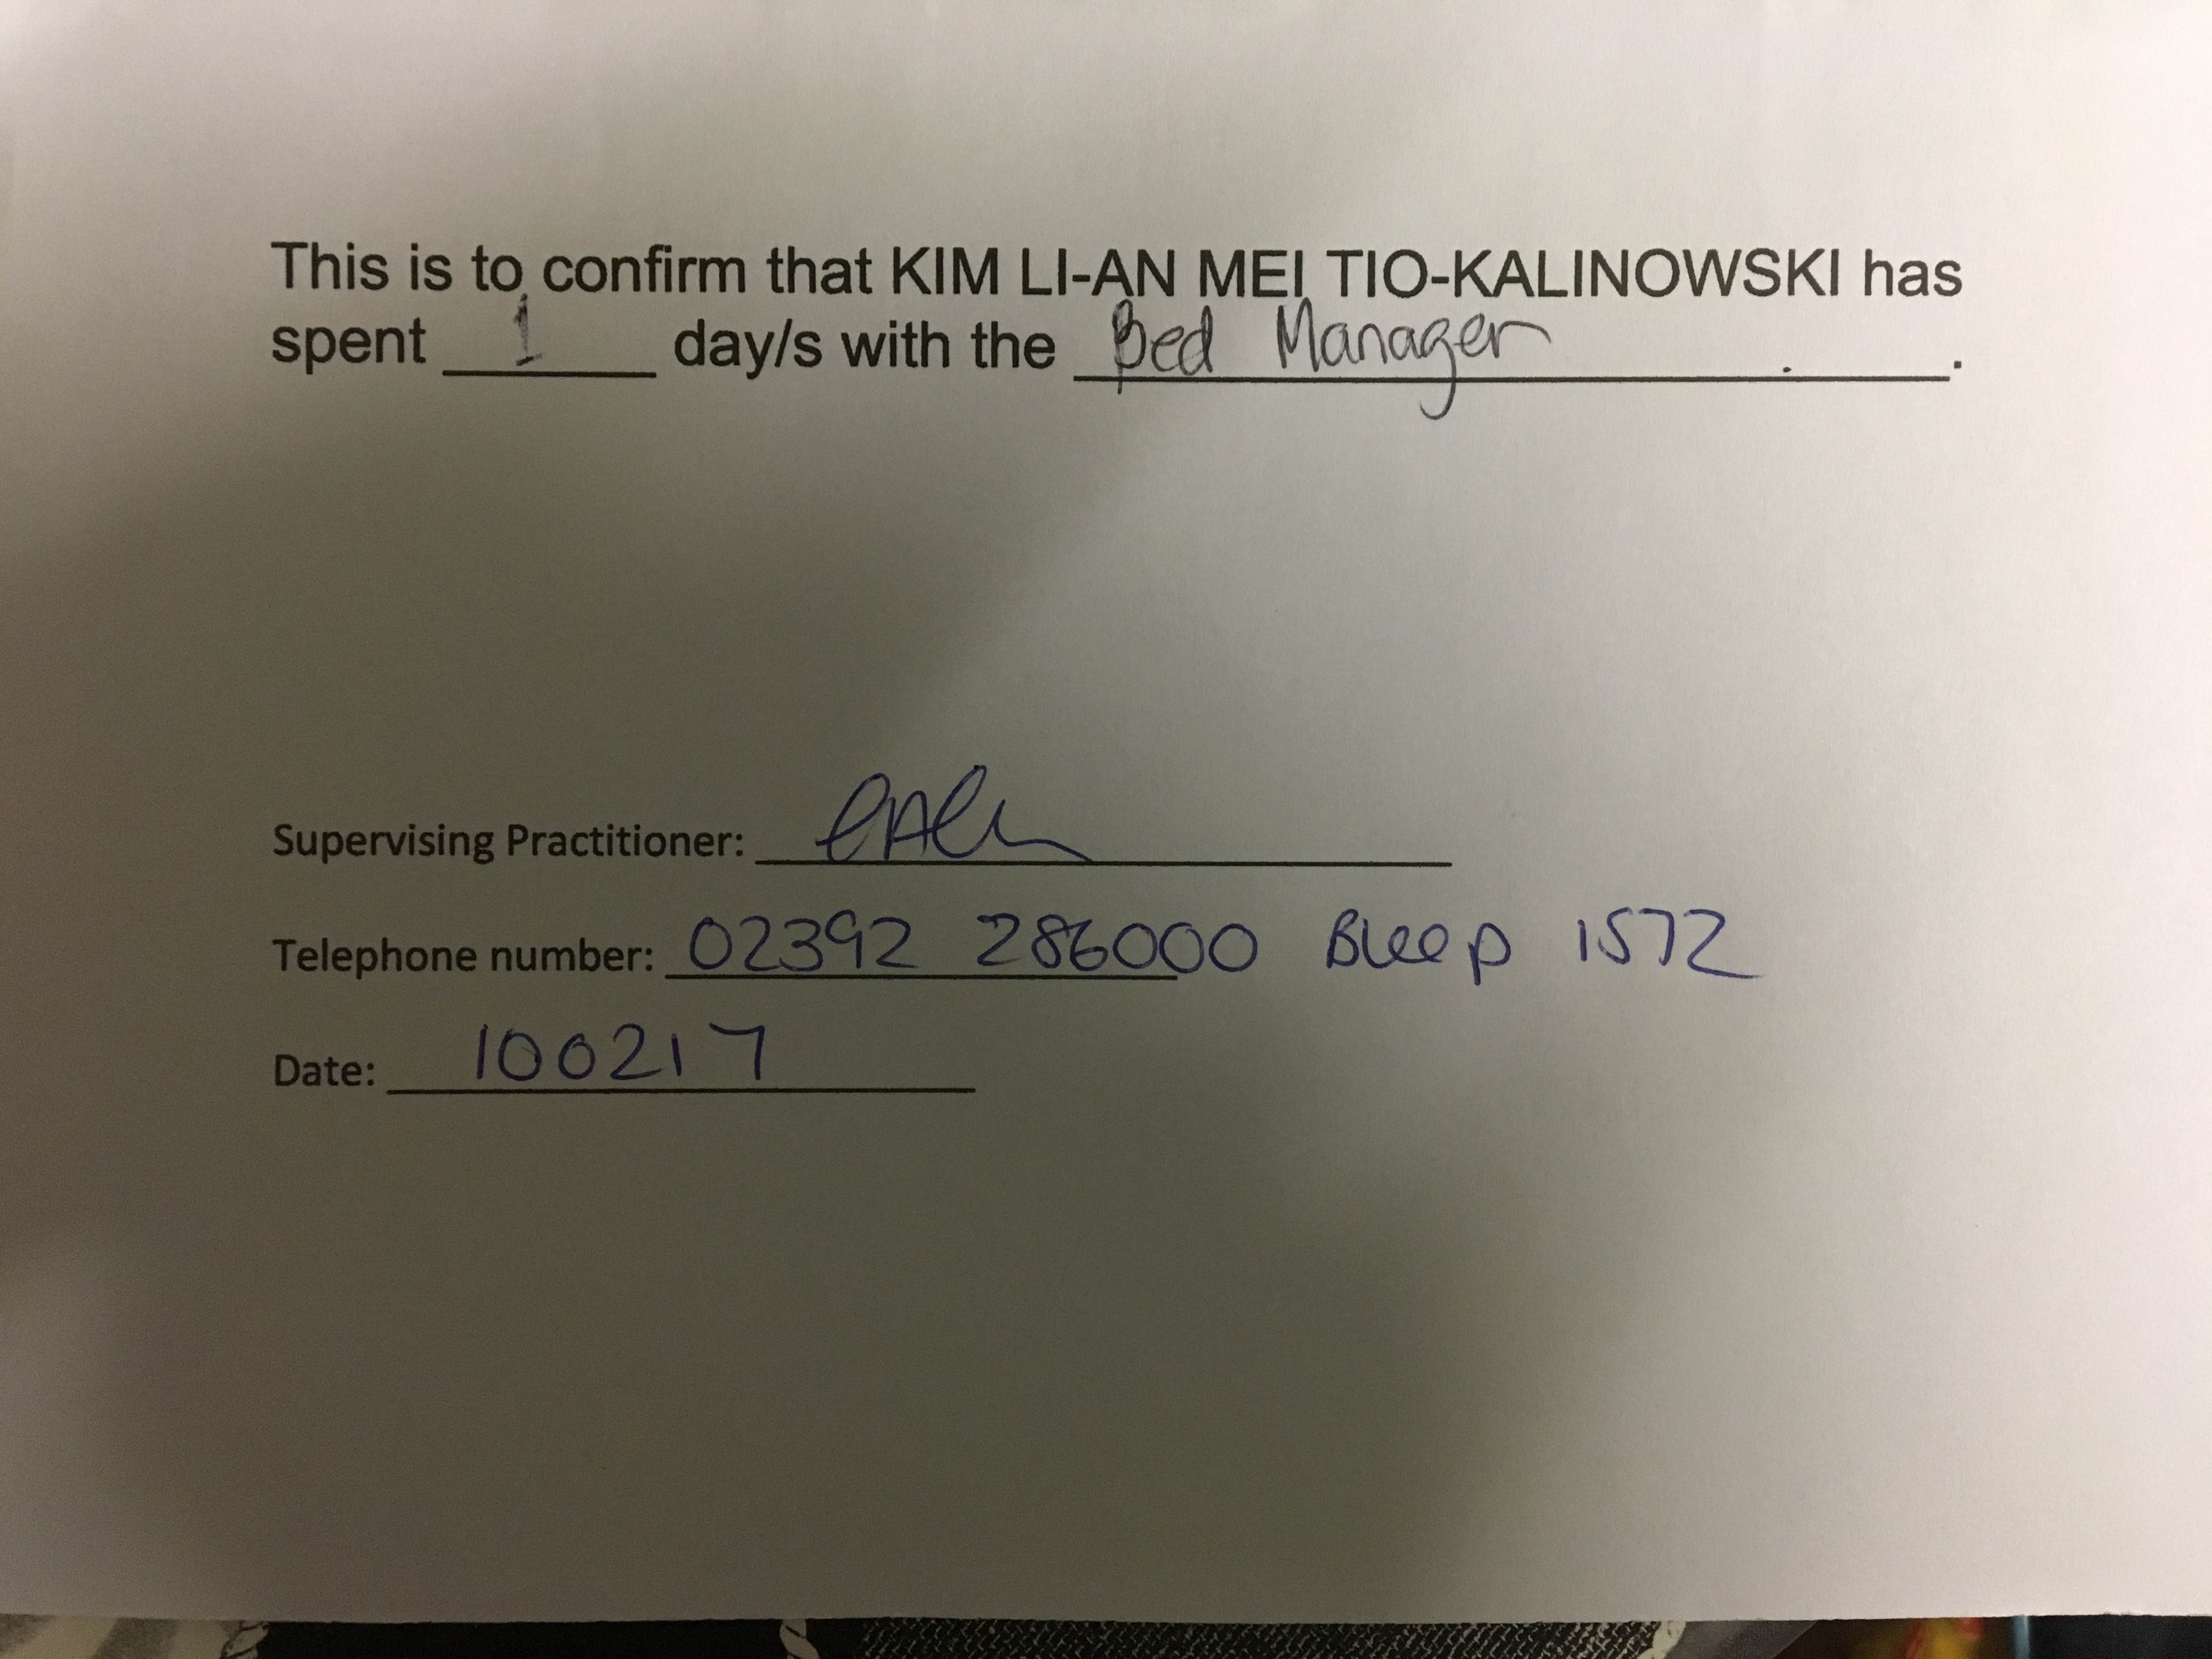 This is to confirm that KIM LI-AN MEI TIO-KALINOWSKI has
spent 1 day/s with the Bed Manager.
Supervising Practitioner:
Telephone number: 02392 286000 Bleep 1572
Date: 100217